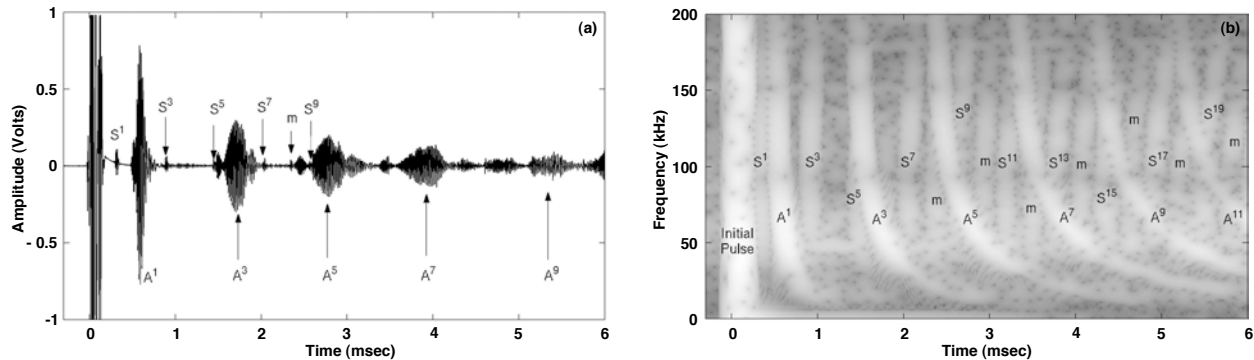 1
(a)
S¹
S³
S⁵
S⁷
m
S⁹
0.5
0
- 0.5
-1
A¹
A³
A⁵
A⁷
A⁹
0 1 2 3 4 5 6
Time (msec)
Amplitude (Volts)
200
(b)
150
100
50
0
S¹⁹
S⁹
m
m
S¹
S³
S⁷
m
S¹¹
S¹³
m
S¹⁷
m
S⁵
m
m
S¹⁵
A¹
A³
A⁵
A⁷
A⁹
A¹¹
Initial
Pulse
0 1 2 3 4 5 6
Time (msec)
Frequency (kHz)